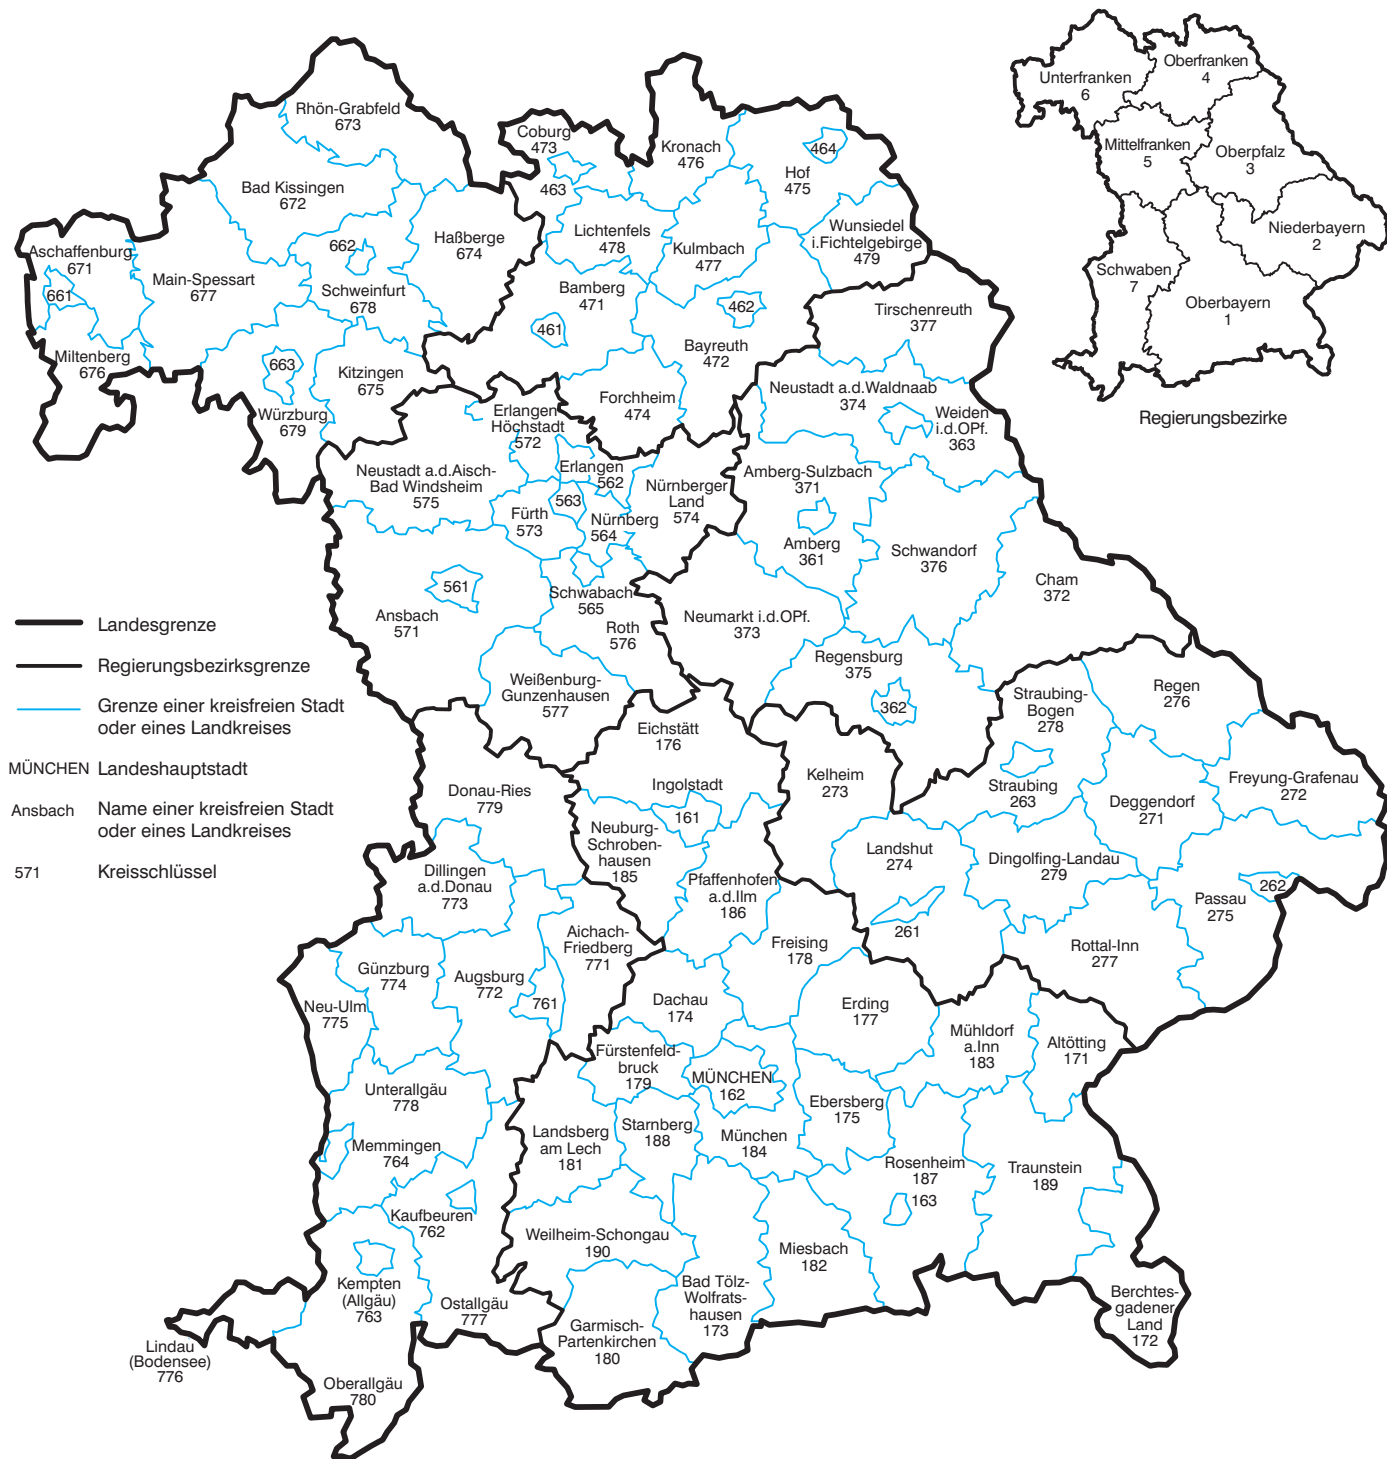 Rhön-Grabfeld
673
Bad Kissingen
672
Aschaffenburg
671
661
Main-Spessart
677
662
Schweinfurt
678
Haßberge
674
Miltenberg
676
663
Würzburg
679
Kitzingen
675
Coburg
473
463
Kronach
476
464
Hof
475
Lichtenfels
478
Kulmbach
477
Wunsiedel
i.Fichtelgebirge
479
Bamberg
471
461
462
Bayreuth
472
Forchheim
474
Tirschenreuth
377
Neustadt a.d.Waldnaab
374
Weiden
i.d.OPf.
363
Amberg-Sulzbach
371
Amberg
361
Schwandorf
376
Cham
372
Neumarkt i.d.OPf.
373
Regensburg
375
362
Erlangen
Höchstadt
572
Erlangen
562
Neustadt a.d.Aisch-
Bad Windsheim
575
Fürth
573
563
Nürnberg
564
Nürnberger
Land
574
561
Ansbach
571
Schwabach
565
Roth
576
Weißenburg-
Gunzenhausen
577
Straubing-
Bogen
278
Straubing
263
Regen
276
Freyung-Grafenau
272
Deggendorf
271
Kelheim
273
Landshut
274
261
Dingolfing-Landau
279
Passau
275
262
Rottal-Inn
277
Eichstätt
176
Ingolstadt
161
Neuburg-
Schroben-
hausen
185
Pfaffenhofen
a.d.Ilm
186
Freising
178
Dachau
174
Erding
177
Mühldorf
a.Inn
183
Altötting
171
Fürstenfeld-
bruck
179
MÜNCHEN
162
Ebersberg
175
Landsberg
am Lech
181
Starnberg
188
München
184
Rosenheim
187
163
Traunstein
189
Weilheim-Schongau
190
Bad Tölz-
Wolfrats-
hausen
173
Miesbach
182
Garmisch-
Partenkirchen
180
Berchtes-
gadener
Land
172
Donau-Ries
779
Dillingen
a.d.Donau
773
Günzburg
774
Augsburg
772
761
Aichach-
Friedberg
771
Neu-Ulm
775
Unterallgäu
778
Memmingen
764
Kaufbeuren
762
Kempten
(Allgäu)
763
Ostallgäu
777
Lindau
(Bodensee)
776
Oberallgäu
780
Landesgrenze
Regierungsbezirksgrenze
Grenze einer kreisfreien Stadt
oder eines Landkreises
MÜNCHEN Landeshauptstadt
Ansbach Name einer kreisfreien Stadt
oder eines Landkreises
571 Kreisschlüssel
Unterfranken
6
Oberfranken
4
Mittelfranken
5
Oberpfalz
3
Niederbayern
2
Schwaben
7
Oberbayern
1
Regierungsbezirke